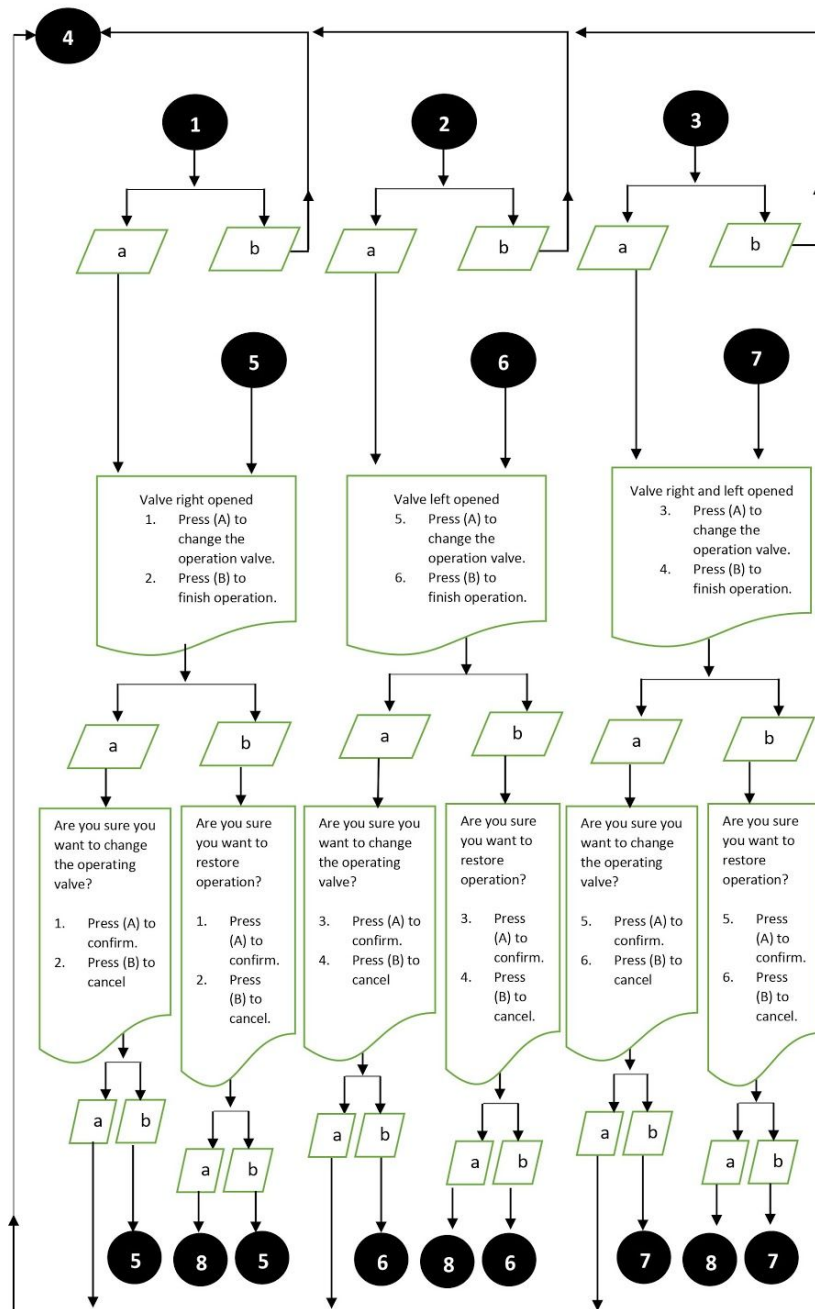 4
1
2
3
a
b
a
b
a
b
5
6
7
Valve right opened
1. Press (A) to
change the
operation valve.
2. Press (B) to
finish operation.
Valve left opened
5. Press (A) to
change the
operation valve.
6. Press (B) to
finish operation.
Valve right and left opened
3. Press (A) to
change the
operation valve.
4. Press (B) to
finish operation.
a
b
a
b
a
b
Are you sure you
want to change
the operating
valve?
1. Press (A) to
confirm.
2. Press (B) to
cancel
Are you sure
you want to
restore
operation?
1. Press
(A) to
confirm.
2. Press
(B) to
cancel.
Are you sure you
want to change
the operating
valve?
3. Press (A) to
confirm.
4. Press (B) to
cancel
Are you sure
you want to
restore
operation?
3. Press
(A) to
confirm.
4. Press
(B) to
cancel.
Are you sure you
want to change
the operating
valve?
5. Press (A) to
confirm.
6. Press (B) to
cancel
Are you sure
you want to
restore
operation?
5. Press
(A) to
confirm.
6. Press
(B) to
cancel.
a
b
a
b
a
b
a
b
a
b
a
b
5
8
5
6
8
6
7
8
7